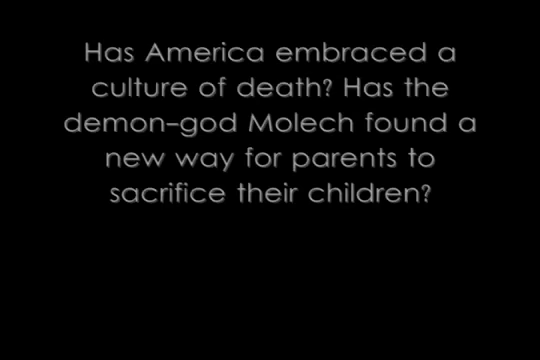 Has America embraced a
culture of death? Has the
demon-god Molech found a
new way for parents to
sacrifice their children?